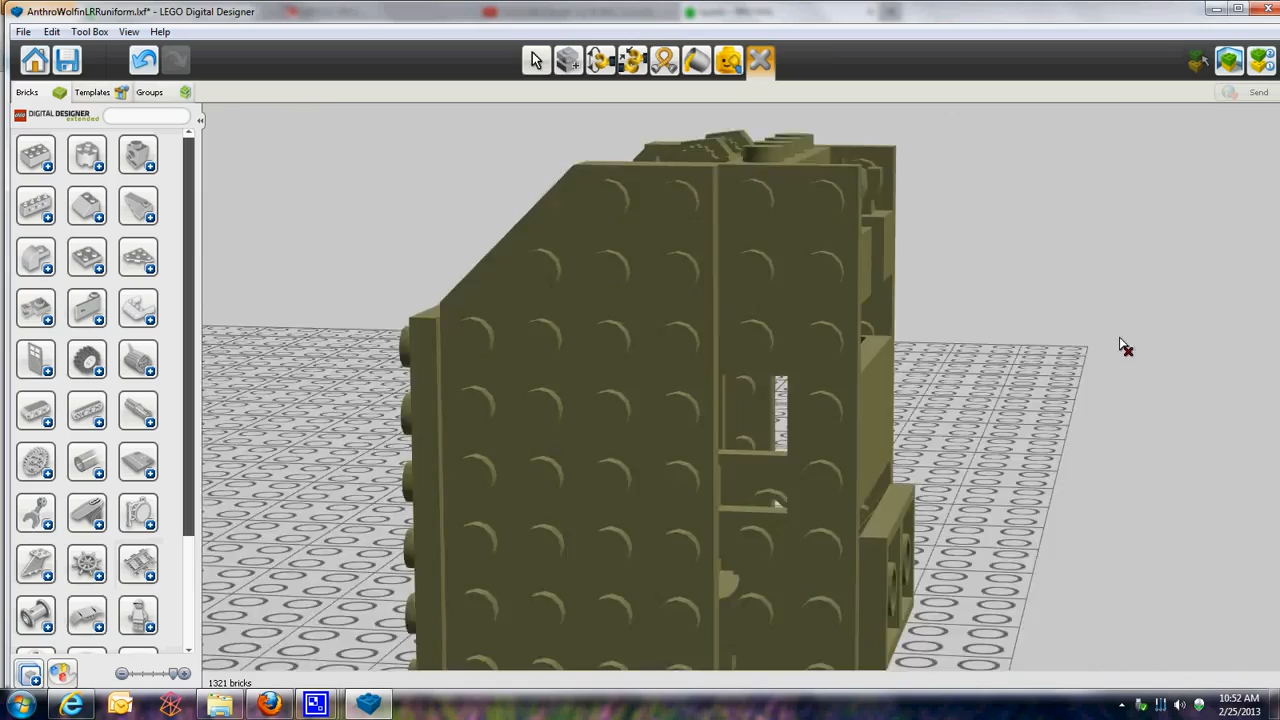 AnthroWolfinLRRuniform.lxf* - LEGO Digital Designer
File Edit Tool Box View Help
Bricks Templates Groups Send
DIGITAL DESIGNER
extended
1321 bricks
10:52 AM
2/25/2013